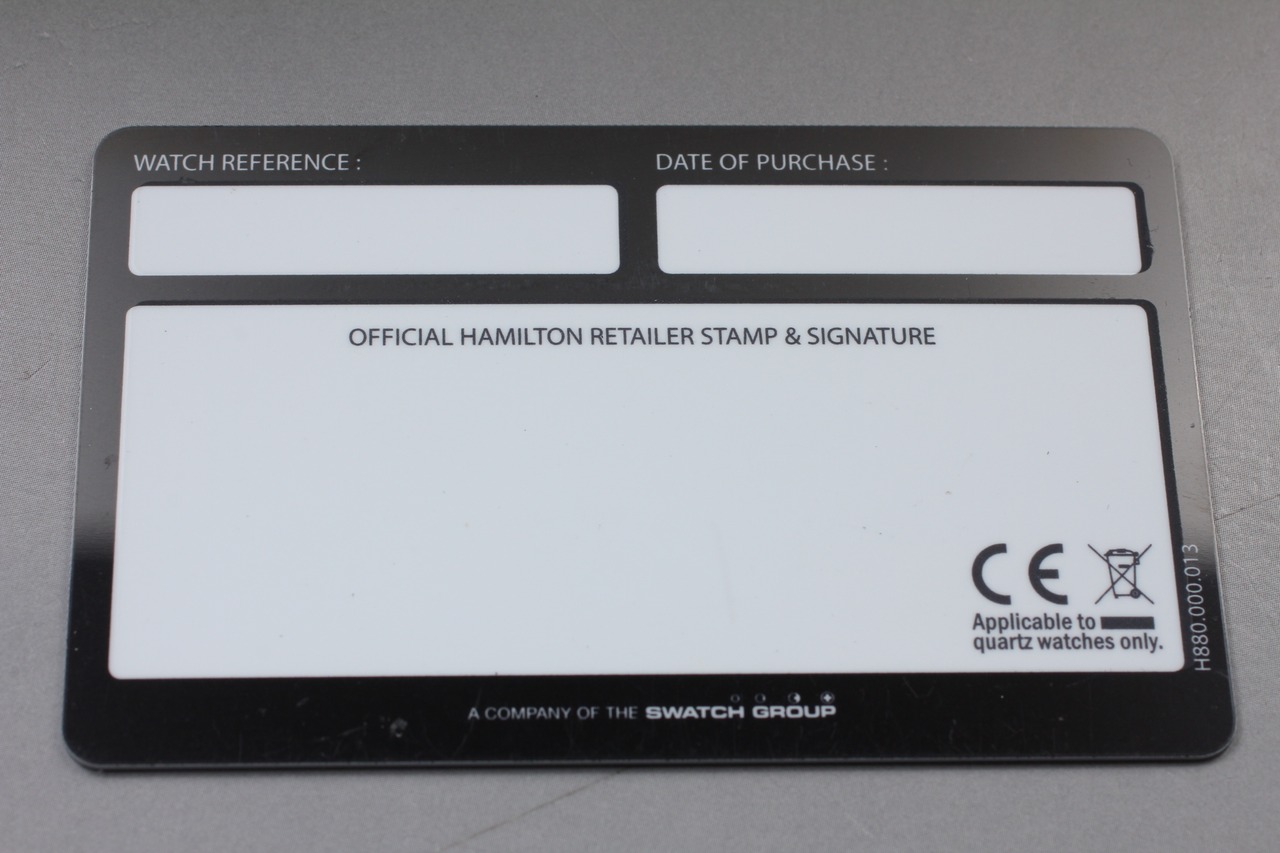 WATCH REFERENCE :
DATE OF PURCHASE :
OFFICIAL HAMILTON RETAILER STAMP & SIGNATURE
CE
Applicable to
quartz watches only.
H880.000.013
A COMPANY OF THE SWATCH GROUP